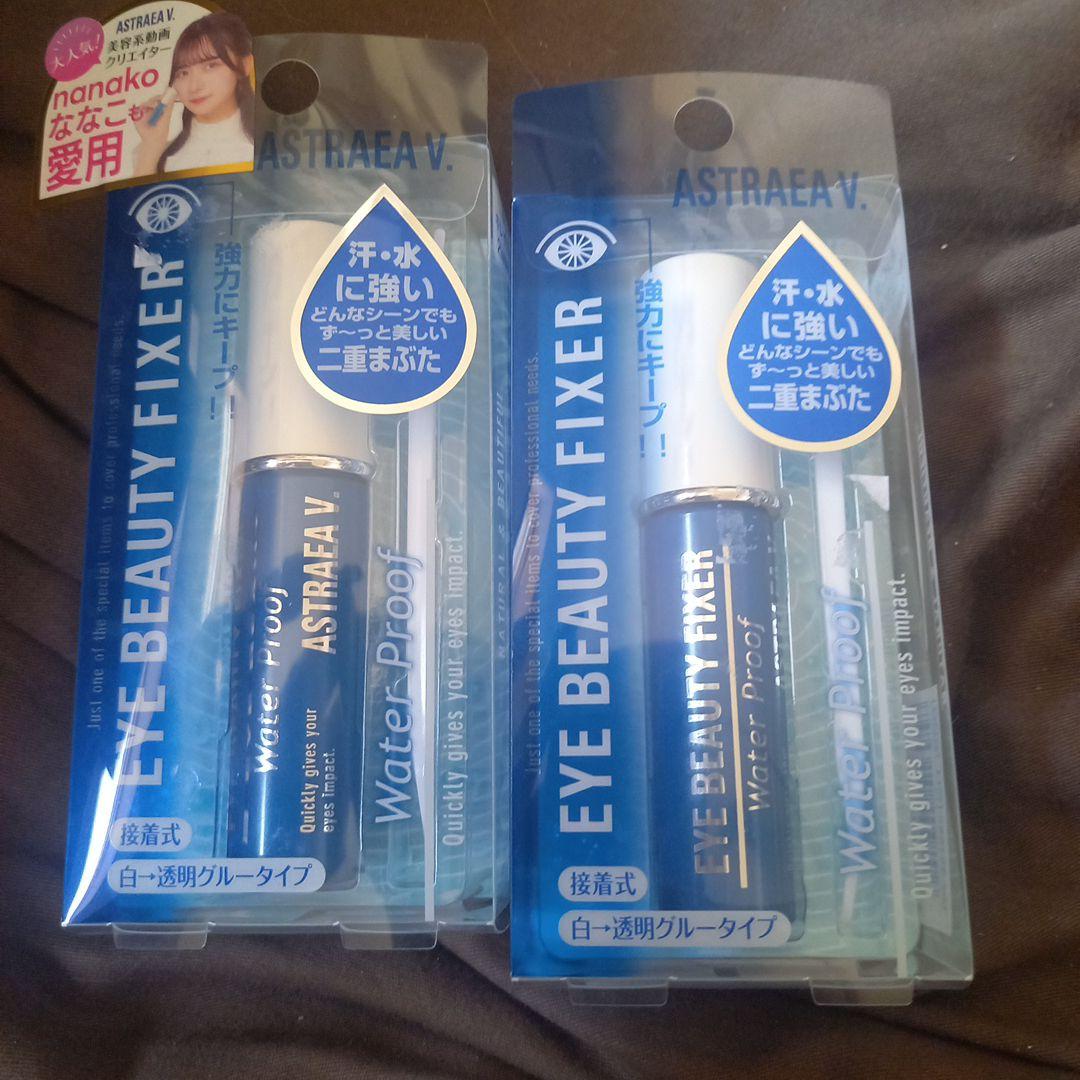 ASTRAEA V.
美容系動画
クリエイター
大人気!
nanako
ななこも
愛用
ASTRAEA V.
EYE BEAUTY FIXER
Just one of the special items to cover professional needs.
強力にキープ!!
汗・水
に強い
どんなシーンでも
ず〜っと美しい
二重まぶた
Water Proof
ASTRAEA V.
Quickly gives your
eyes impact.
Water Proof
Quickly gives your eyes impact.
NATURAL & BEAUTIFUL
接着式
白→透明グルータイプ
ASTRAEA V.
EYE BEAUTY FIXER
Just one of the special items to cover professional needs.
強力にキープ!!
汗・水
に強い
どんなシーンでも
ず〜っと美しい
二重まぶた
EYE BEAUTY FIXER
Water Proof
Water Proof
Quickly gives your eyes impact.
接着式
白→透明グルータイプ